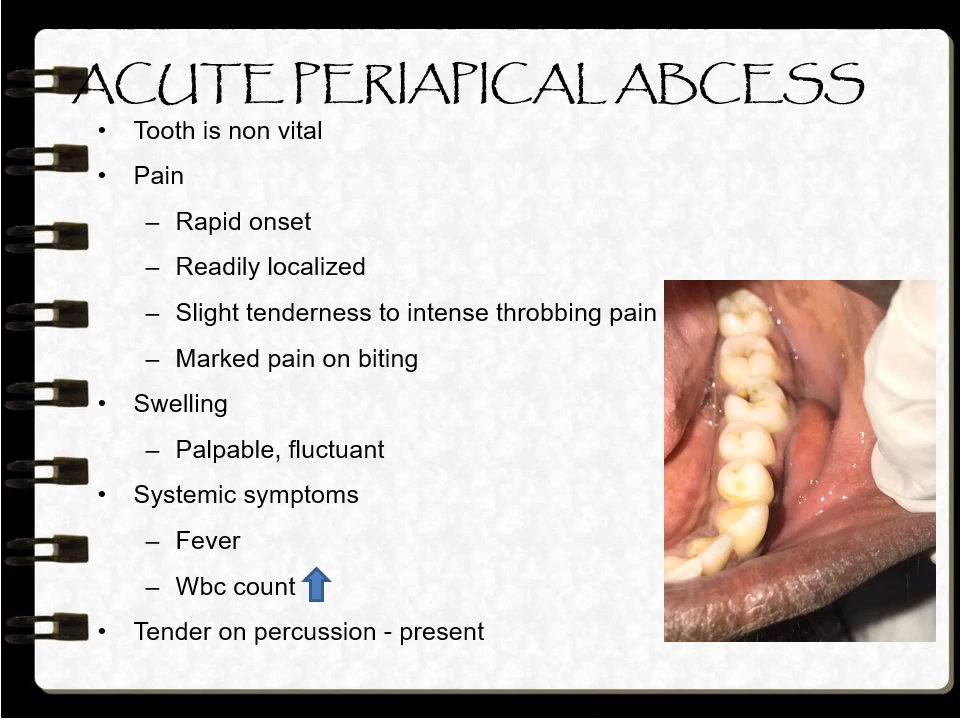 ACUTE PERIAPICAL ABCESS
• Tooth is non vital
• Pain
– Rapid onset
– Readily localized
– Slight tenderness to intense throbbing pain
– Marked pain on biting
• Swelling
– Palpable, fluctuant
• Systemic symptoms
– Fever
– Wbc count
• Tender on percussion - present